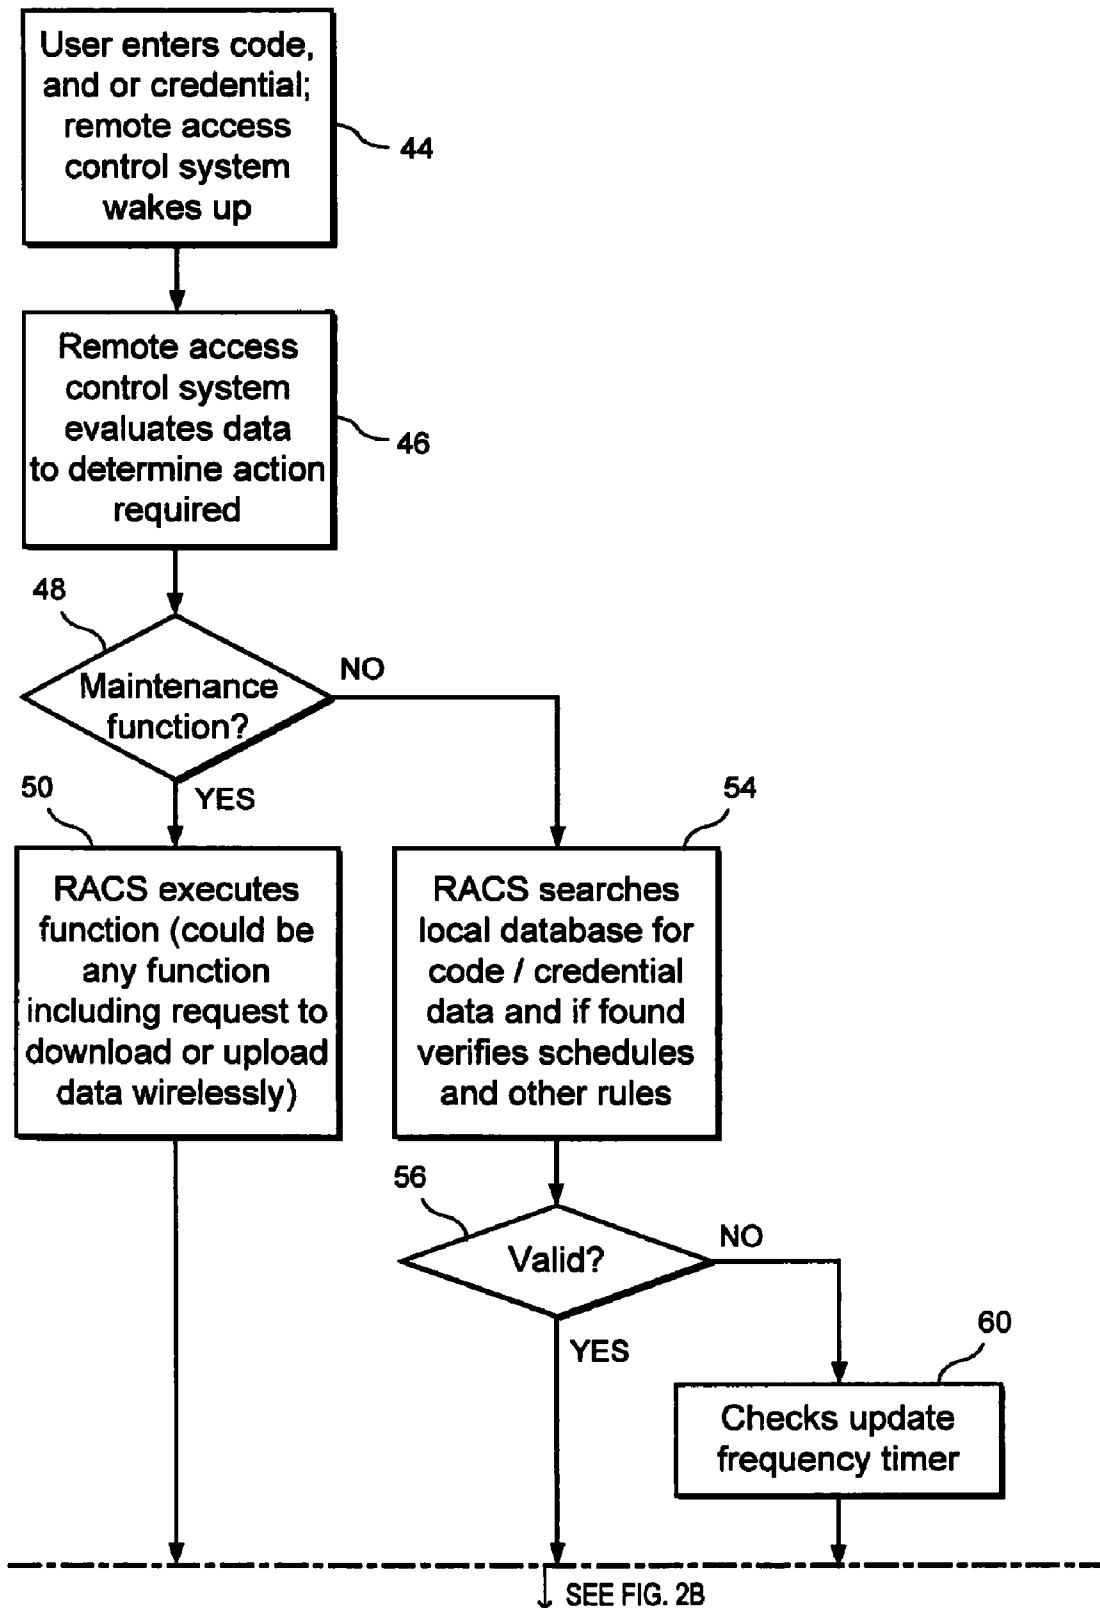 User enters code,
and or credential;
remote access
control system
wakes up
44
Remote access
control system
evaluates data
to determine action
required
46
48
Maintenance
function?
NO
YES
50
RACS executes
function (could be
any function
including request to
download or upload
data wirelessly)
54
RACS searches
local database for
code / credential
data and if found
verifies schedules
and other rules
56
Valid?
NO
YES
60
Checks update
frequency timer
SEE FIG. 2B